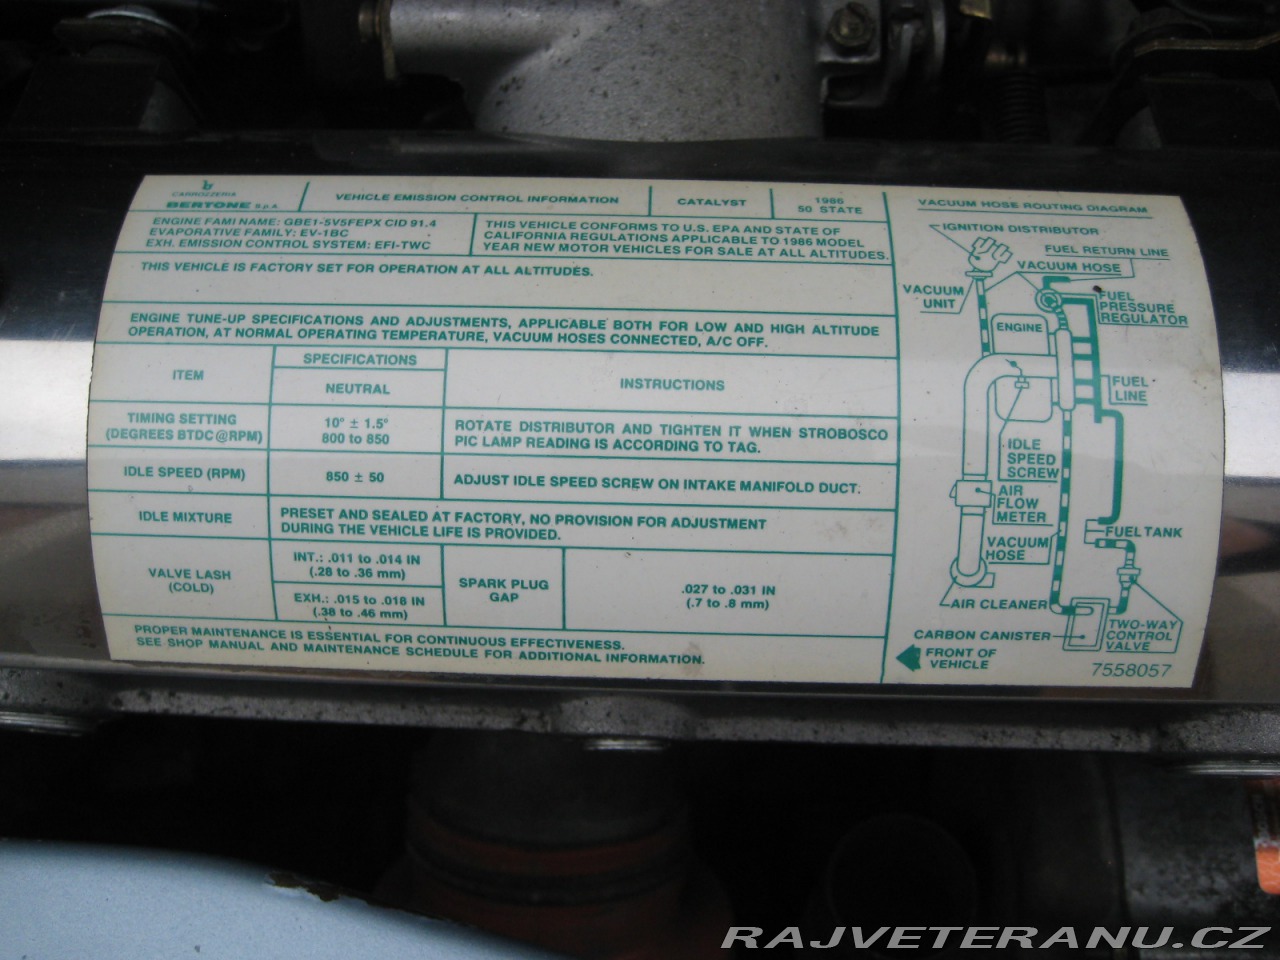 CARROZZERIA
BERTONE S.p.A.
VEHICLE EMISSION CONTROL INFORMATION
CATALYST
1986
50 STATE
ENGINE FAMI NAME: GBE1-5V5FEPX CID 91.4
EVAPORATIVE FAMILY: EV-1BC
EXH. EMISSION CONTROL SYSTEM: EFI-TWC
THIS VEHICLE CONFORMS TO U.S. EPA AND STATE OF
CALIFORNIA REGULATIONS APPLICABLE TO 1986 MODEL
YEAR NEW MOTOR VEHICLES FOR SALE AT ALL ALTITUDES.
THIS VEHICLE IS FACTORY SET FOR OPERATION AT ALL ALTITUDES.
ENGINE TUNE-UP SPECIFICATIONS AND ADJUSTMENTS, APPLICABLE BOTH FOR LOW AND HIGH ALTITUDE
OPERATION, AT NORMAL OPERATING TEMPERATURE, VACUUM HOSES CONNECTED, A/C OFF.
ITEM
SPECIFICATIONS
NEUTRAL
INSTRUCTIONS
TIMING SETTING
(DEGREES BTDC@RPM)
10° ± 1.5°
800 to 850
ROTATE DISTRIBUTOR AND TIGHTEN IT WHEN STROBOSCO
PIC LAMP READING IS ACCORDING TO TAG.
IDLE SPEED (RPM)
850 ± 50
ADJUST IDLE SPEED SCREW ON INTAKE MANIFOLD DUCT.
IDLE MIXTURE
PRESET AND SEALED AT FACTORY, NO PROVISION FOR ADJUSTMENT
DURING THE VEHICLE LIFE IS PROVIDED.
VALVE LASH
(COLD)
INT.: .011 to .014 IN
(.28 to .36 mm)
EXH.: .015 to .018 IN
(.38 to .46 mm)
SPARK PLUG
GAP
.027 to .031 IN
(.7 to .8 mm)
PROPER MAINTENANCE IS ESSENTIAL FOR CONTINUOUS EFFECTIVENESS.
SEE SHOP MANUAL AND MAINTENANCE SCHEDULE FOR ADDITIONAL INFORMATION.
VACUUM HOSE ROUTING DIAGRAM
IGNITION DISTRIBUTOR
FUEL RETURN LINE
VACUUM HOSE
VACUUM
UNIT
FUEL
PRESSURE
REGULATOR
ENGINE
FUEL
LINE
IDLE
SPEED
SCREW
AIR
FLOW
METER
FUEL TANK
VACUUM
HOSE
AIR CLEANER
CARBON CANISTER
TWO-WAY
CONTROL
VALVE
FRONT OF
VEHICLE
7558057
RAJVETERANU.CZ